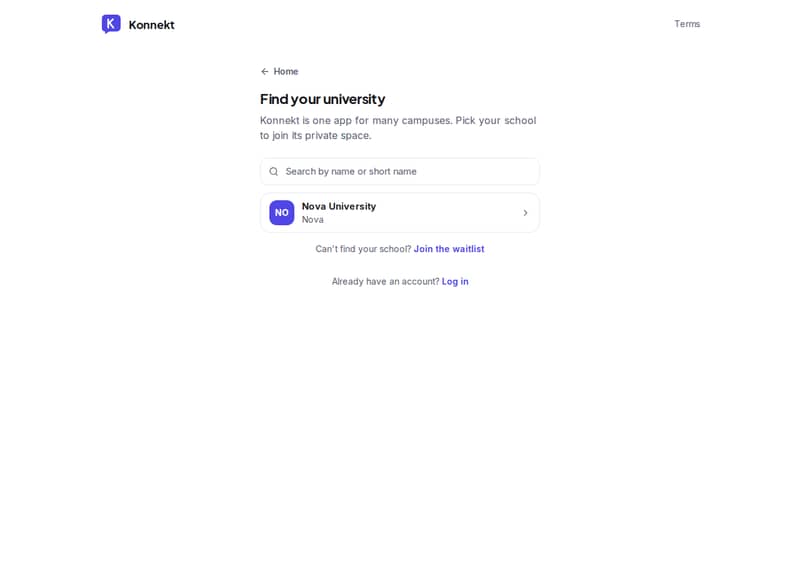 K
Konnekt
Terms
Home
Find your university
Konnekt is one app for many campuses. Pick your school
to join its private space.
Search by name or short name
NO
Nova University
Nova
Can't find your school? Join the waitlist
Already have an account? Log in